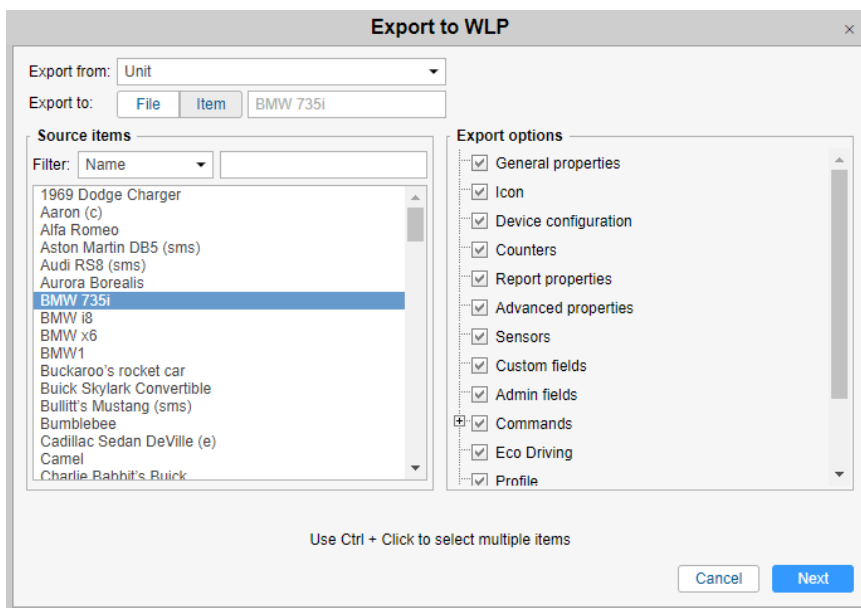 Export to WLP
Export from: Unit
Export to: File Item BMW 735i
Source items
Filter: Name
1969 Dodge Charger
Aaron (c)
Alfa Romeo
Aston Martin DB5 (sms)
Audi RS8 (sms)
Aurora Borealis
BMW 735i
BMW i8
BMW x6
BMW1
Buckaroo's rocket car
Buick Skylark Convertible
Bullitt's Mustang (sms)
Bumblebee
Cadillac Sedan DeVille (e)
Camel
Charlie Babbit's Buick
Export options
General properties
Icon
Device configuration
Counters
Report properties
Advanced properties
Sensors
Custom fields
Admin fields
Commands
Eco Driving
Profile
Use Ctrl + Click to select multiple items
Cancel Next